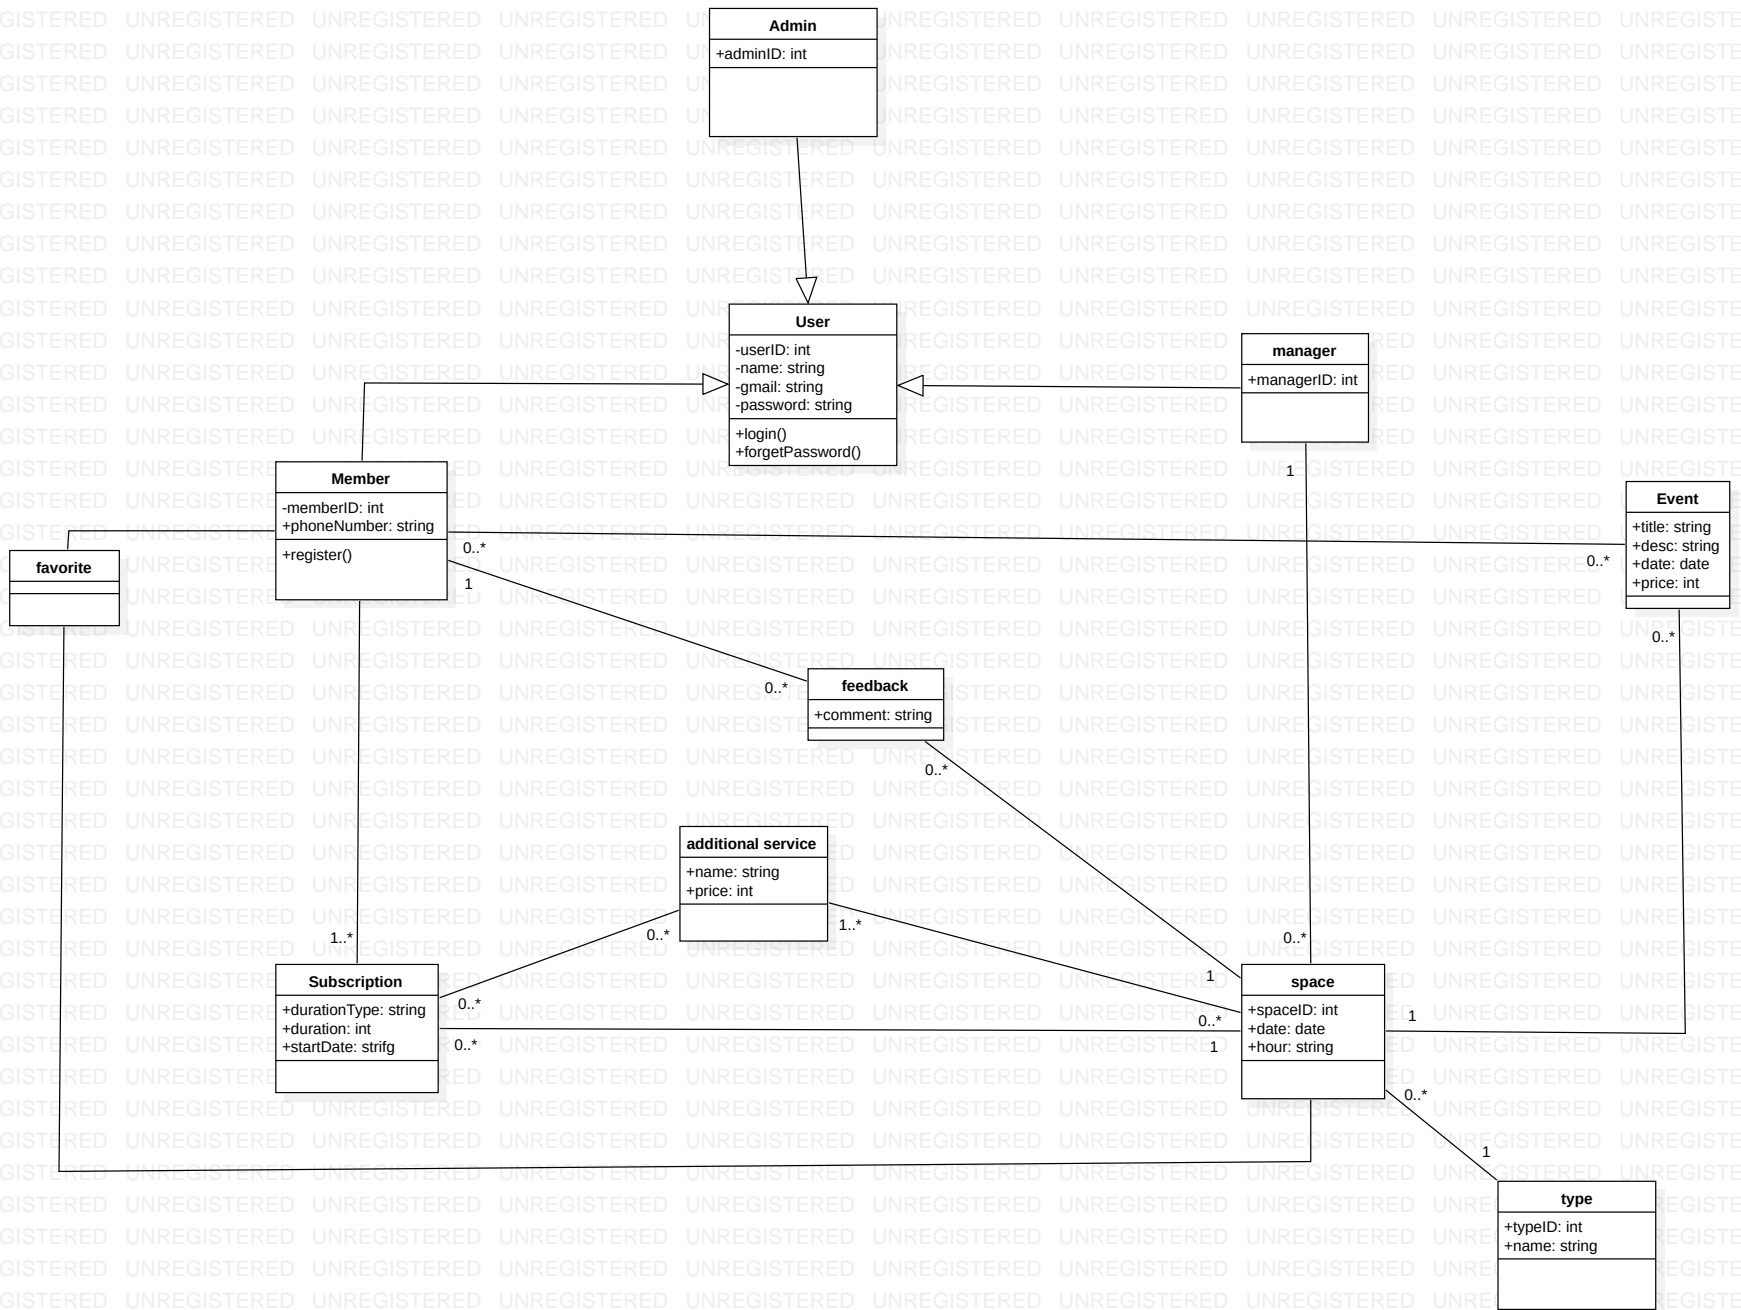 Admin
+adminID: int
User
-userID: int
-name: string
-gmail: string
-password: string
+login()
+forgetPassword()
manager
+managerID: int
1
Member
-memberID: int
+phoneNumber: string
+register()
0..*
1
Event
+title: string
+desc: string
+date: date
+price: int
0..*
0..*
favorite
feedback
+comment: string
0..*
0..*
additional service
+name: string
+price: int
0..*
1..*
1..*
Subscription
+durationType: string
+duration: int
+startDate: strifg
0..*
0..*
0..*
space
+spaceID: int
+date: date
+hour: string
1
0..*
1
1
0..*
1
type
+typeID: int
+name: string
UNREGISTERED